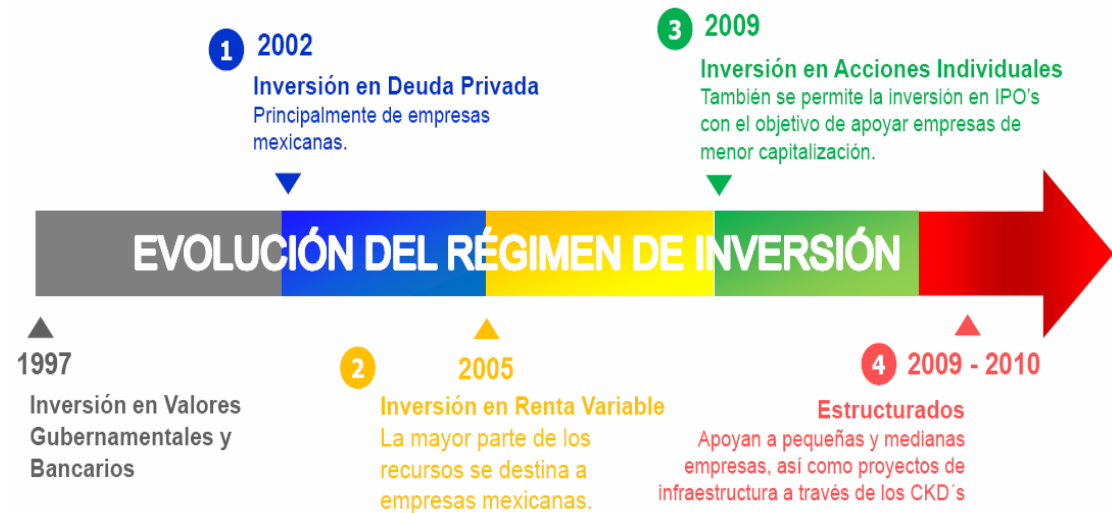 1 2002
Inversión en Deuda Privada
Principalmente de empresas
mexicanas.
3 2009
Inversión en Acciones Individuales
También se permite la inversión en IPO's
con el objetivo de apoyar empresas de
menor capitalización.
EVOLUCIÓN DEL RÉGIMEN DE INVERSIÓN
1997
Inversión en Valores
Gubernamentales y
Bancarios
2 2005
Inversión en Renta Variable
La mayor parte de los
recursos se destina a
empresas mexicanas.
4 2009 - 2010
Estructurados
Apoyan a pequeñas y medianas
empresas, así como proyectos de
infraestructura a través de los CKD´s